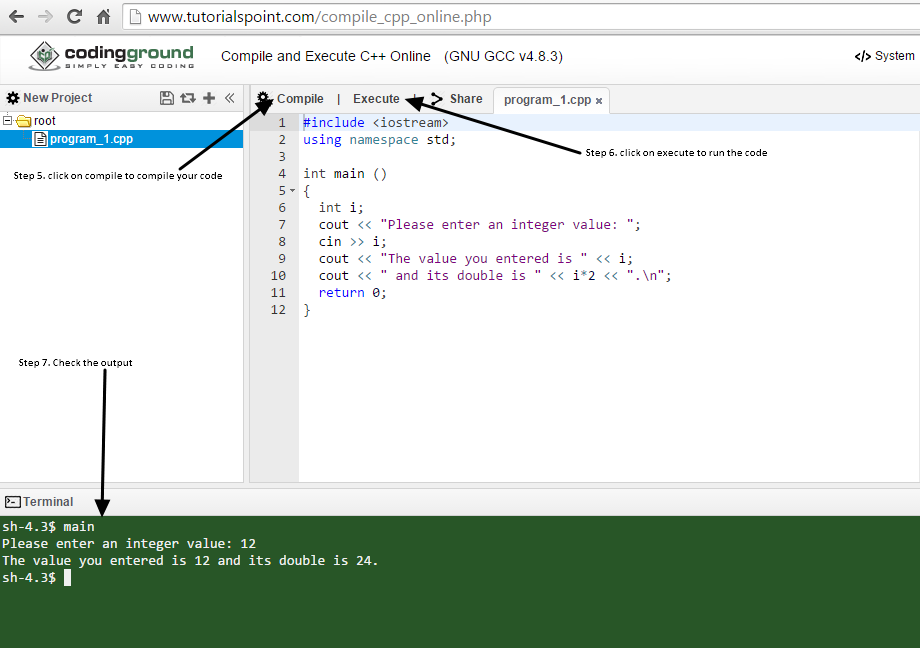 www.tutorialspoint.com/compile_cpp_online.php
codingground
SIMPLY EASY CODING
Compile and Execute C++ Online (GNU GCC v4.8.3)
</> System
New Project
Compile | Execute | Share
program_1.cpp ×
root
program_1.cpp
Step 5. click on compile to compile your code
Step 6. click on execute to run the code
1 #include <iostream>
2 using namespace std;
3
4 int main ()
5 {
6 int i;
7 cout << "Please enter an integer value: ";
8 cin >> i;
9 cout << "The value you entered is " << i;
10 cout << " and its double is " << i*2 << ".\n";
11 return 0;
12 }
Step 7. Check the output
Terminal
sh-4.3$ main
Please enter an integer value: 12
The value you entered is 12 and its double is 24.
sh-4.3$